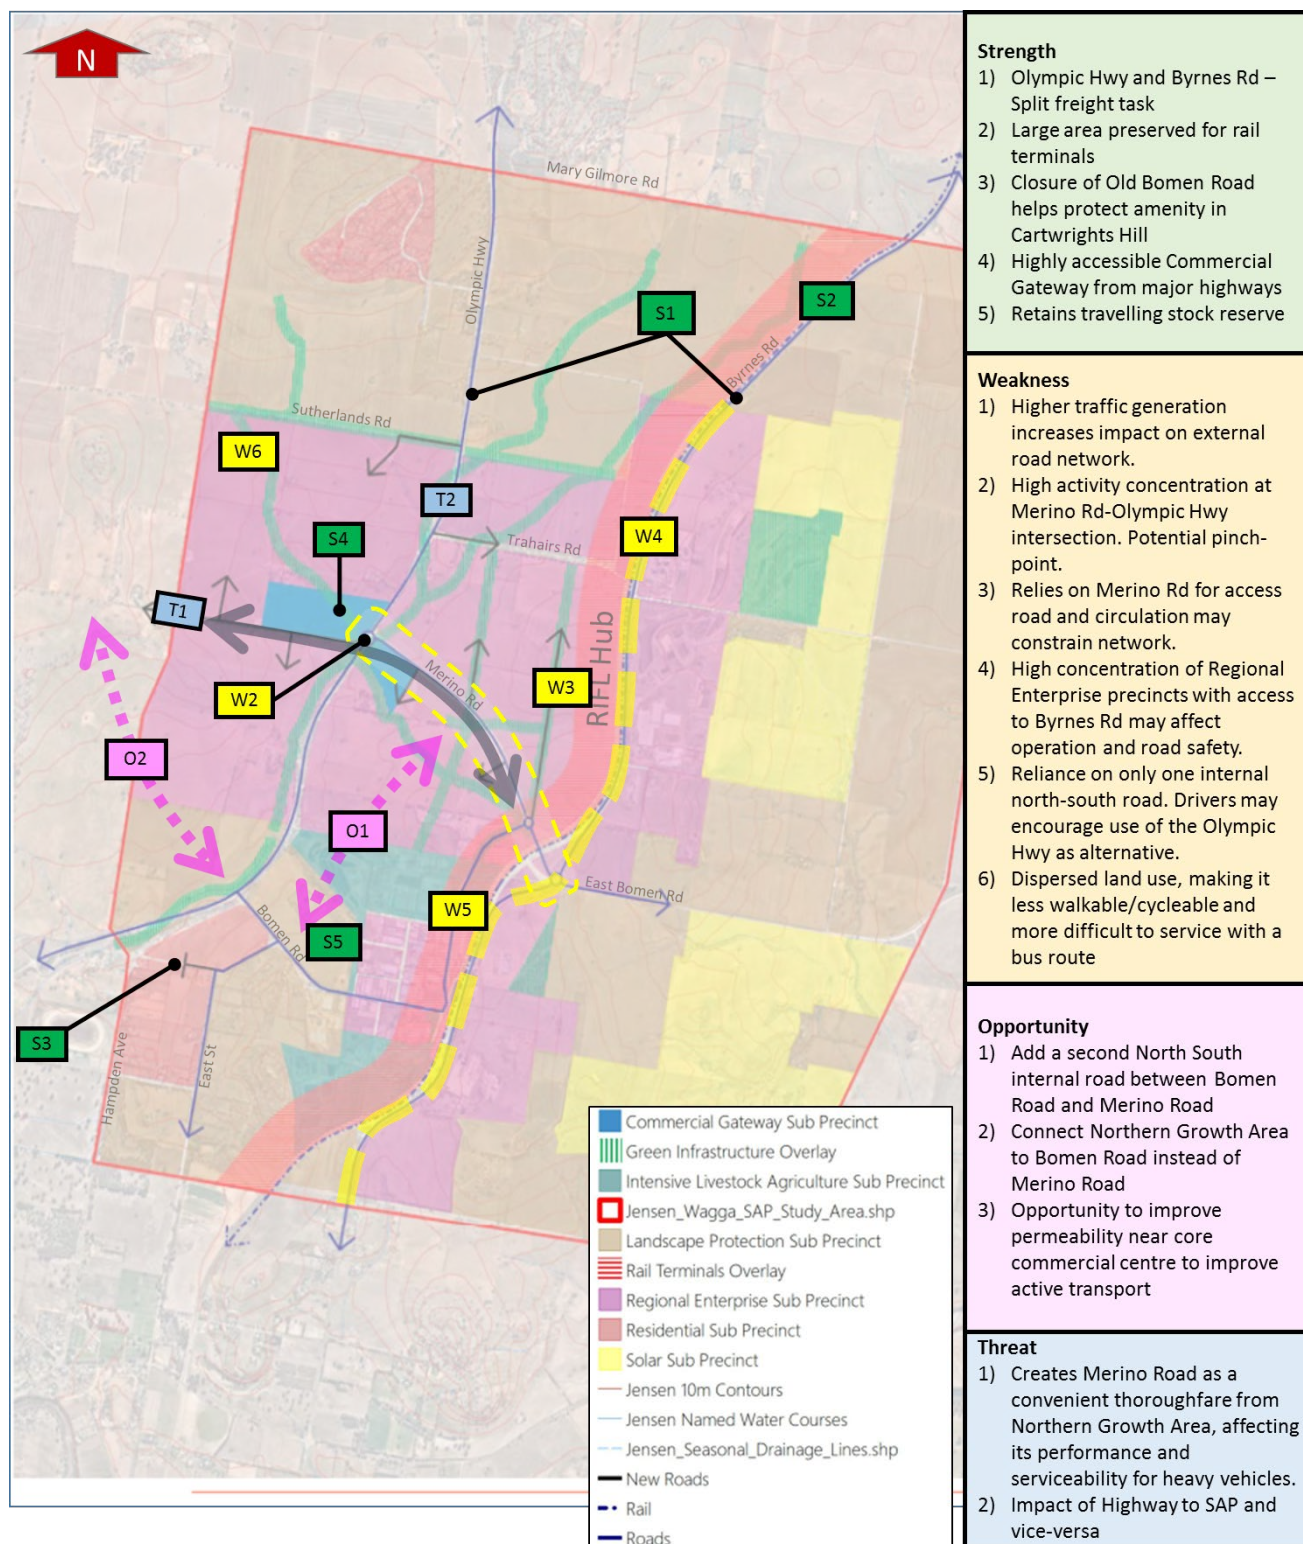 N
Mary Gilmore Rd
Olympic Hwy
S1
S2
Byrnes Rd
Sutherlands Rd
W6
T2
S4
Trahairs Rd
W4
T1
Merino Rd
W2
W3
RIFL Hub
O2
O1
W5
East Bomen Rd
Bomen Rd
S5
S3
Hampden Ave
East St
Commercial Gateway Sub Precinct
Green Infrastructure Overlay
Intensive Livestock Agriculture Sub Precinct
Jensen_Wagga_SAP_Study_Area.shp
Landscape Protection Sub Precinct
Rail Terminals Overlay
Regional Enterprise Sub Precinct
Residential Sub Precinct
Solar Sub Precinct
Jensen 10m Contours
Jensen Named Water Courses
Jensen_Seasonal_Drainage_Lines.shp
New Roads
Rail
Roads
Strength
1) Olympic Hwy and Byrnes Rd –
Split freight task
2) Large area preserved for rail
terminals
3) Closure of Old Bomen Road
helps protect amenity in
Cartwrights Hill
4) Highly accessible Commercial
Gateway from major highways
5) Retains travelling stock reserve
Weakness
1) Higher traffic generation
increases impact on external
road network.
2) High activity concentration at
Merino Rd-Olympic Hwy
intersection. Potential pinch-
point.
3) Relies on Merino Rd for access
road and circulation may
constrain network.
4) High concentration of Regional
Enterprise precincts with access
to Byrnes Rd may affect
operation and road safety.
5) Reliance on only one internal
north-south road. Drivers may
encourage use of the Olympic
Hwy as alternative.
6) Dispersed land use, making it
less walkable/cycleable and
more difficult to service with a
bus route
Opportunity
1) Add a second North South
internal road between Bomen
Road and Merino Road
2) Connect Northern Growth Area
to Bomen Road instead of
Merino Road
3) Opportunity to improve
permeability near core
commercial centre to improve
active transport
Threat
1) Creates Merino Road as a
convenient thoroughfare from
Northern Growth Area, affecting
its performance and
serviceability for heavy vehicles.
2) Impact of Highway to SAP and
vice-versa